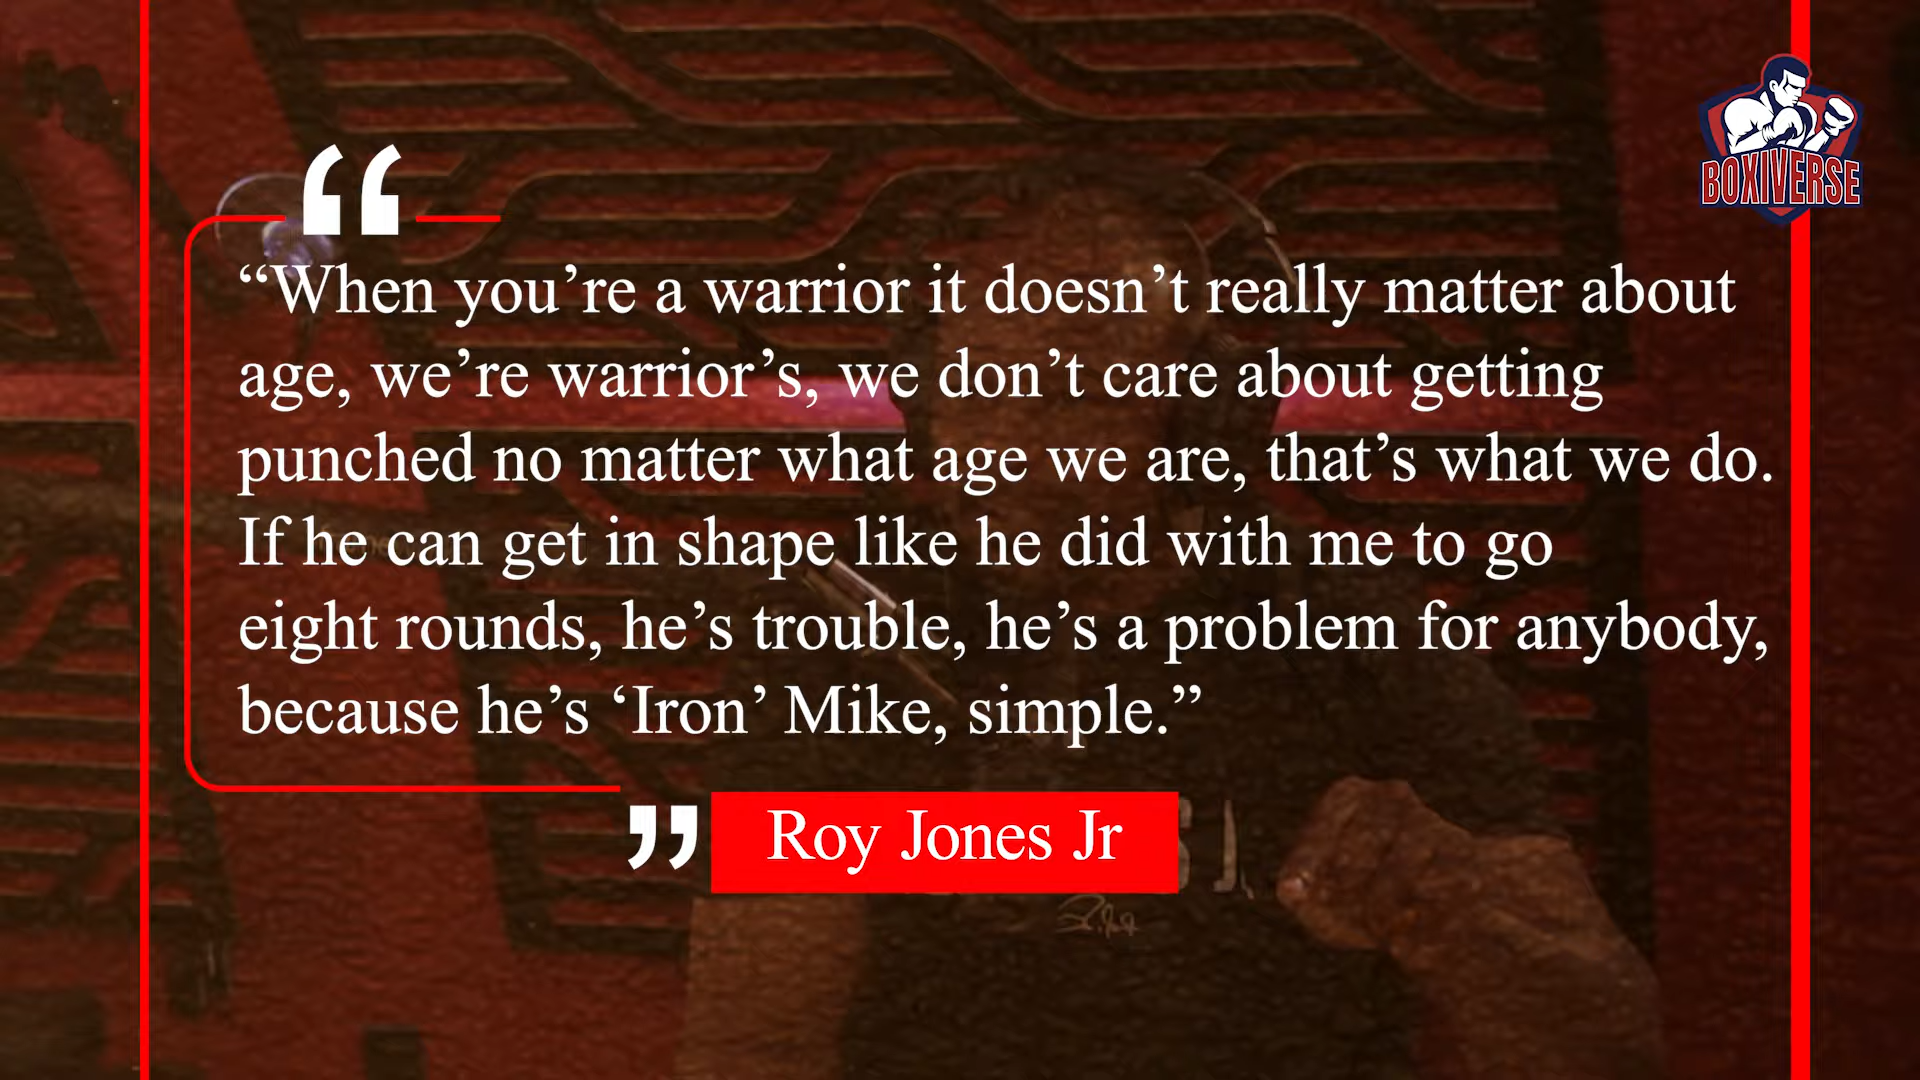 BOXIVERSE
“When you’re a warrior it doesn’t really matter about
age, we’re warrior’s, we don’t care about getting
punched no matter what age we are, that’s what we do.
If he can get in shape like he did with me to go
eight rounds, he’s trouble, he’s a problem for anybody,
because he’s ‘Iron’ Mike, simple.”
Roy Jones Jr